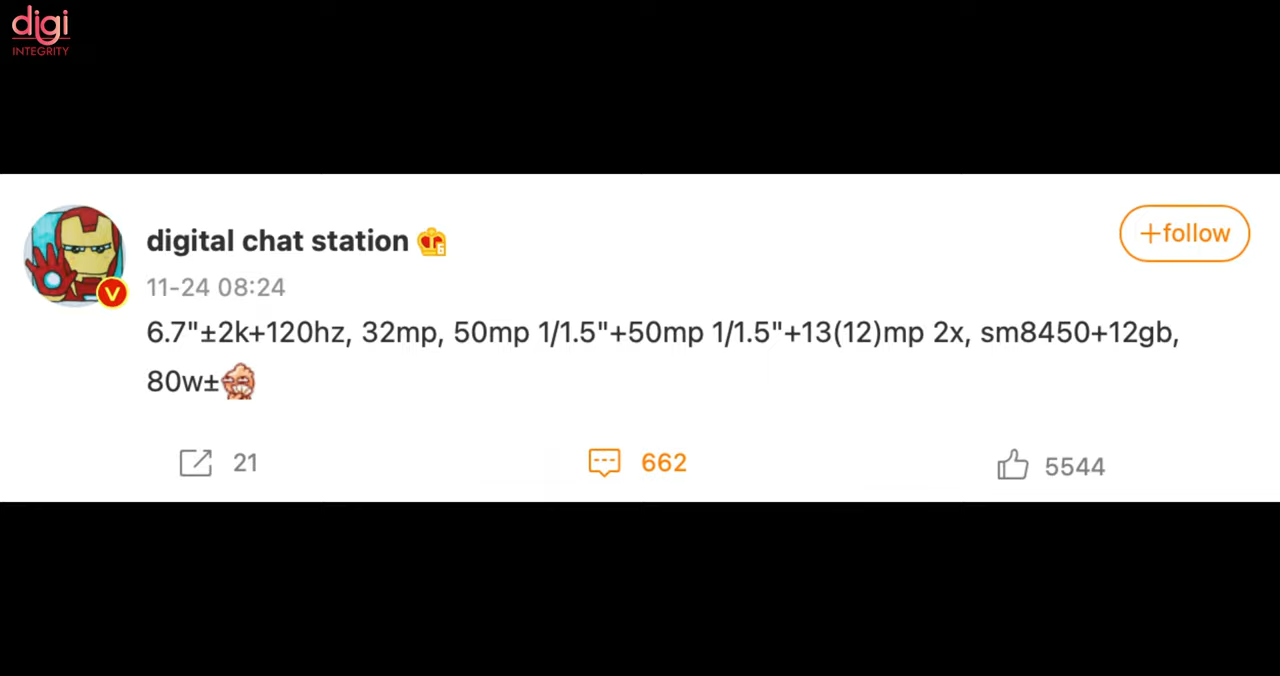 digi
INTEGRITY
digital chat station
+follow
11-24 08:24
6.7"±2k+120hz, 32mp, 50mp 1/1.5"+50mp 1/1.5"+13(12)mp 2x, sm8450+12gb,
80w±
21
662
5544